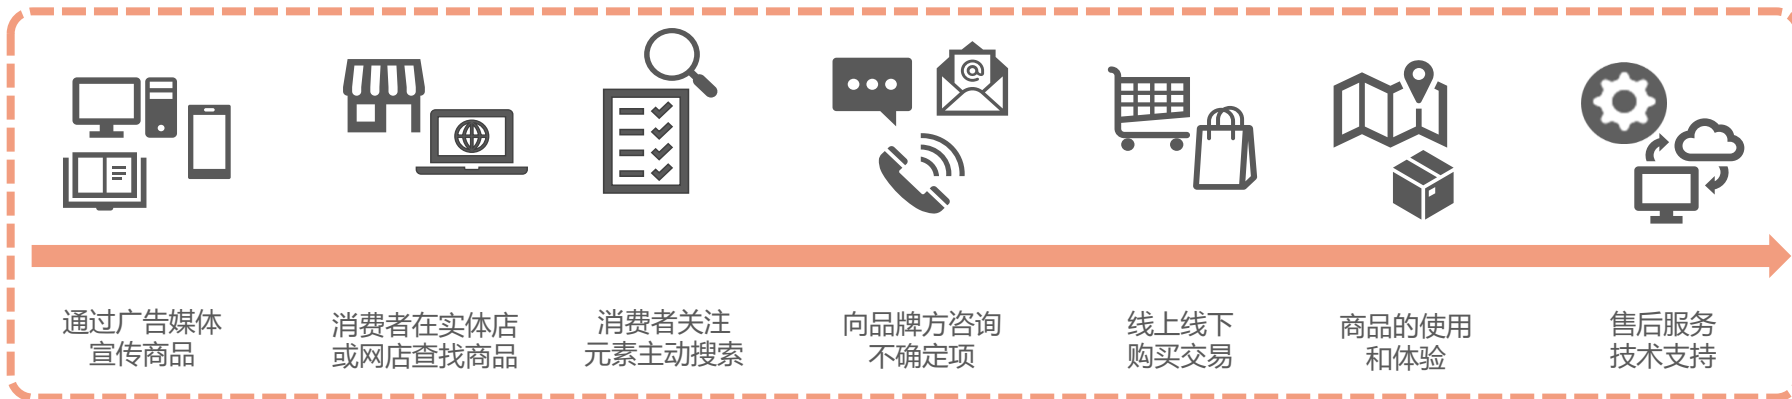 通过广告媒体
宣传商品
消费者在实体店
或网店查找商品
消费者关注
元素主动搜索
向品牌方咨询
不确定项
线上线下
购买交易
商品的使用
和体验
售后服务
技术支持